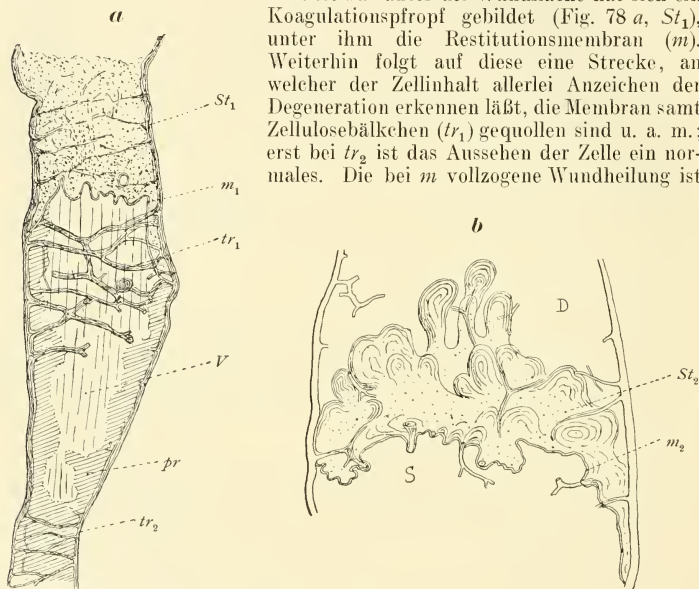 a
Koagulationspfropf gebildet (Fig. 78 a, St₁),
unter ihm die Restitutionsmembran (m).
Weiterhin folgt auf diese eine Strecke, an
welcher der Zellinhalt allerlei Anzeichen der
Degeneration erkennen läßt, die Membran samt
Zellulosebälkchen (tr₁) gequollen sind u. a. m.;
erst bei tr₂ ist das Aussehen der Zelle ein nor-
males. Die bei m vollzogene Wundheilung ist
St₁
m₁
tr₁
V
pr
tr₂
b
D
St₂
m₂
S